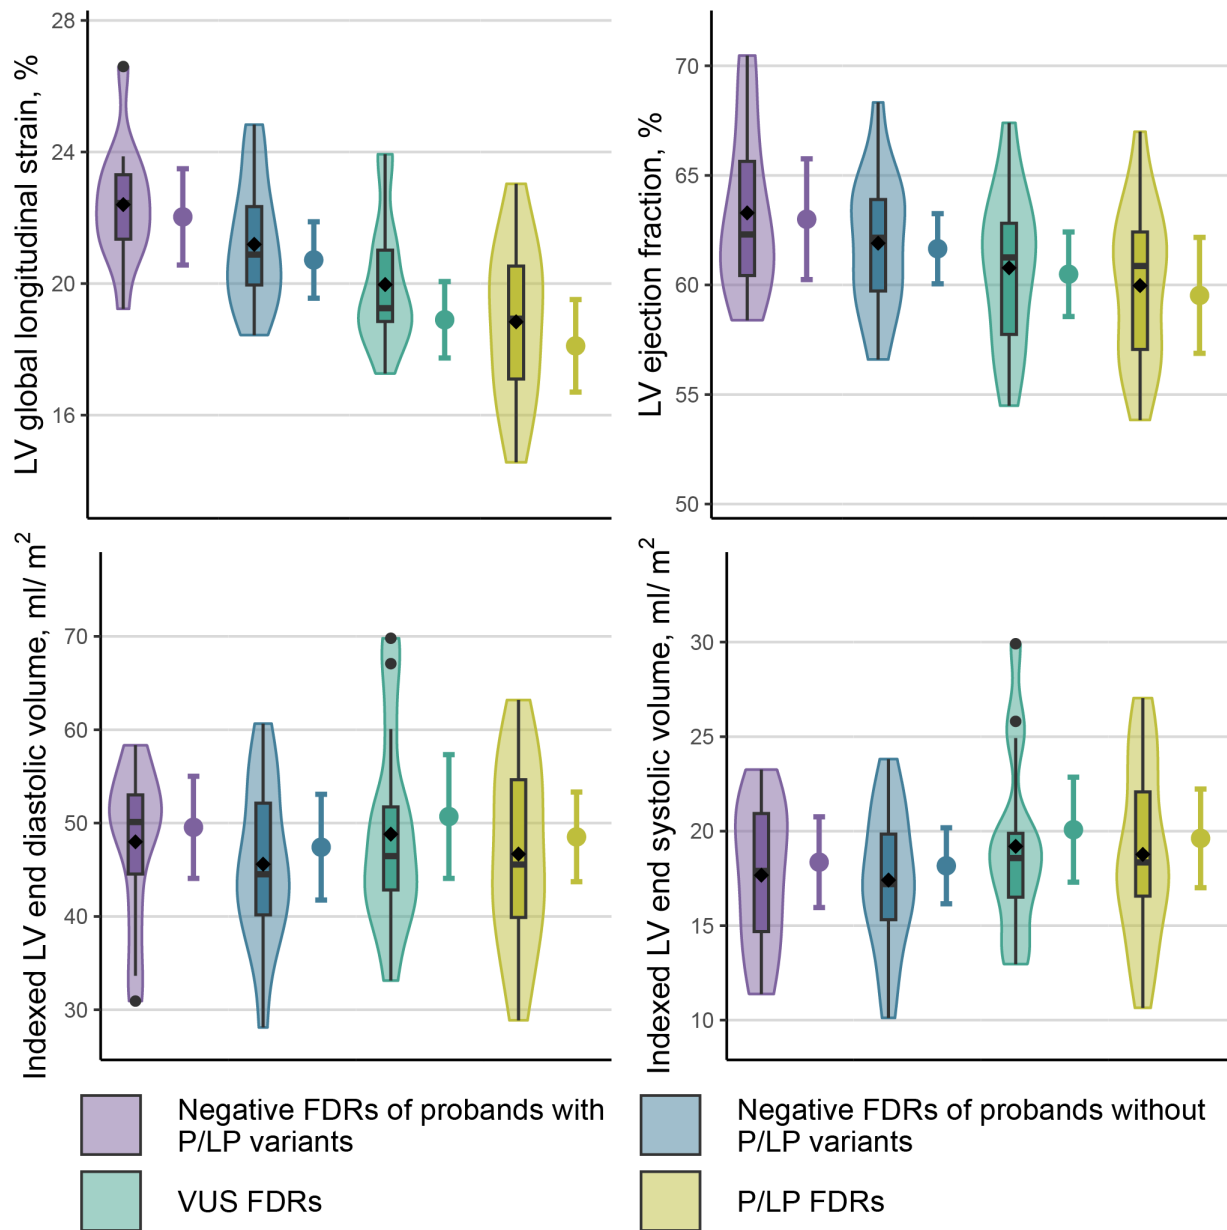 LV global longitudinal strain, %
28
24
20
16
LV ejection fraction, %
70
65
60
55
50
Indexed LV end diastolic volume, ml/ m²
70
60
50
40
30
Indexed LV end systolic volume, ml/ m²
30
25
20
15
10
Negative FDRs of probands with
P/LP variants
Negative FDRs of probands without
P/LP variants
VUS FDRs
P/LP FDRs